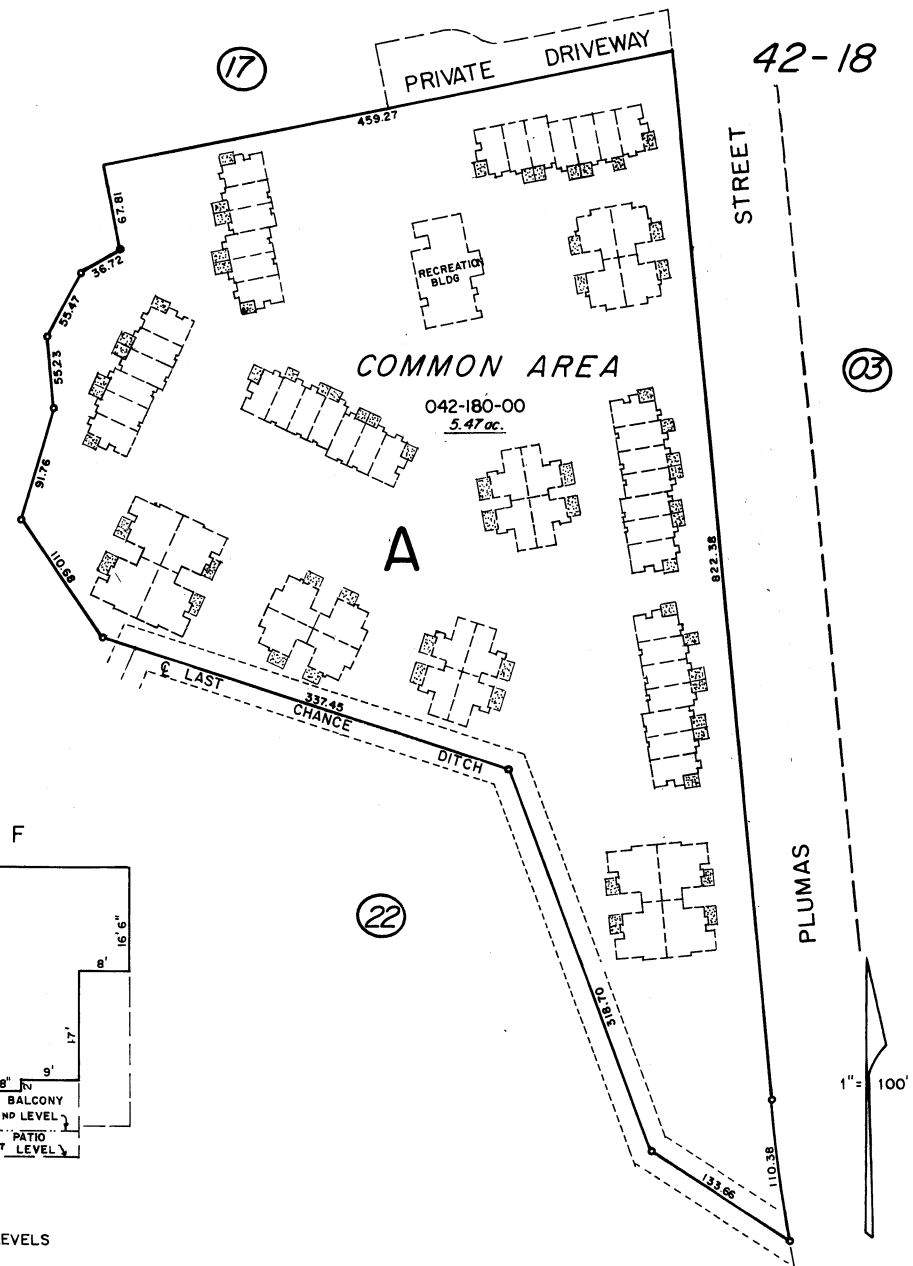 42-18
17
PRIVATE DRIVEWAY
459.27
STREET
67.81
36.72
55.47
RECREATION
BLDG
55.23
COMMON AREA
03
042-180-00
5.47 ac.
91.76
A
822.38
110.68
℄ LAST
337.45
CHANCE
DITCH
F
PLUMAS
22
16' 6"
8'
318.70
17'
9'
8"
2'
BALCONY
ND LEVEL
PATIO
T LEVEL
1" = 100'
110.38
133.66
EVELS